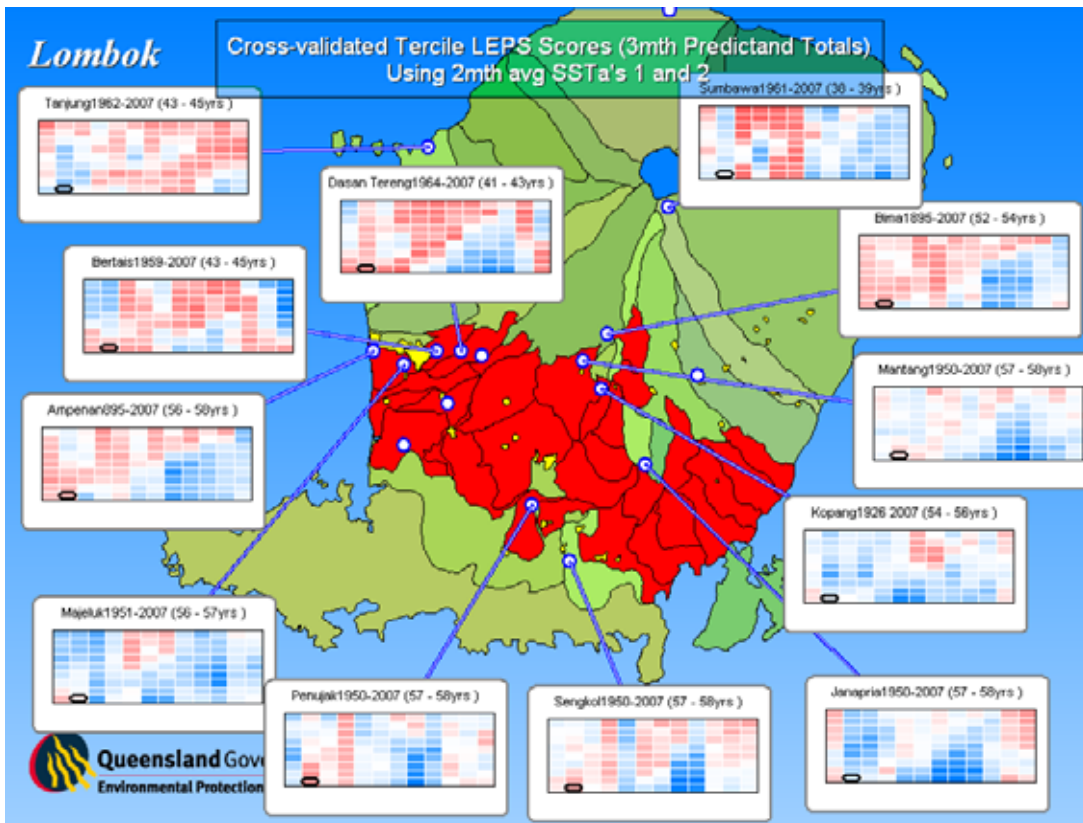 Lombok
Cross-validated Tercile LEPS Scores (3mth Predictand Totals)
Using 2mth avg SSTa's 1 and 2
Tanjung1962-2007 (43 - 45yrs )
Sumbawa1961-2007 (38 - 39yrs )
Dasan Tereng1964-2007 (41 - 43yrs )
Bima1895-2007 (52 - 54yrs )
Bertais1959-2007 (43 - 45yrs )
Mantang1950-2007 (57 - 58yrs )
Ampenan895-2007 (56 - 58yrs )
Kopang1926 2007 (54 - 56yrs )
Majeluk1951-2007 (56 - 57yrs )
Penujak1950-2007 (57 - 58yrs )
Sengkol1950-2007 (57 - 58yrs )
Janapria1950-2007 (57 - 58yrs )
Queensland Gov
Environmental Protection